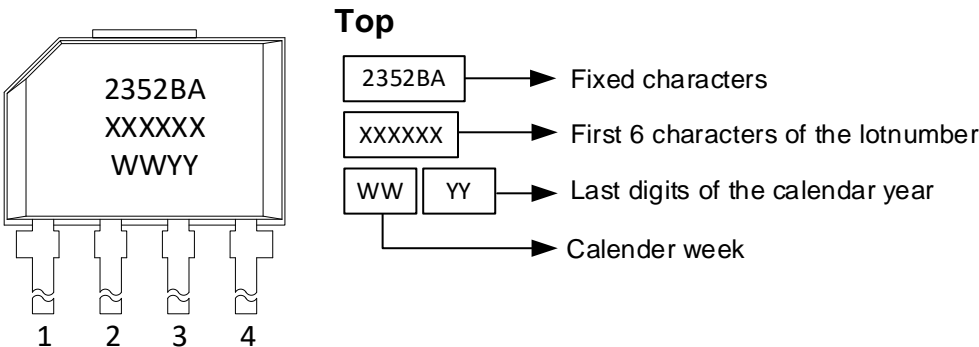 Top
2352BA
XXXXXX
WWYY
1 2 3 4
2352BA Fixed characters
XXXXXX First 6 characters of the lotnumber
WW YY Last digits of the calendar year
Calender week